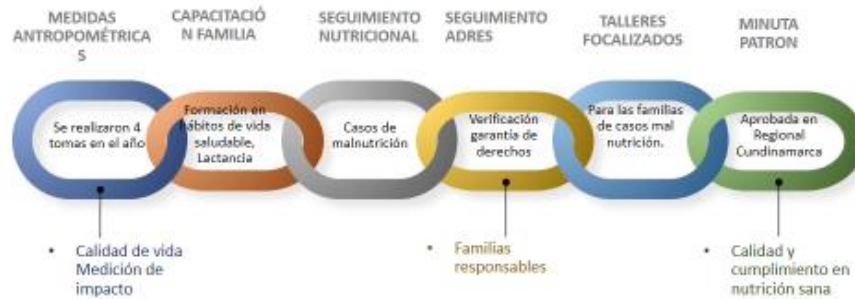 MEDIDAS
ANTROPOMÉTRICA
S
CAPACITACIÓ
N FAMILIA
SEGUIMIENTO
NUTRICIONAL
SEGUIMIENTO
ADRES
TALLERES
FOCALIZADOS
MINUTA
PATRON
Se realizaron 4
tomas en el año
Formación en
hábitos de vida
saludable,
Lactancia
Casos de
malnutrición
Verificación
garantía de
derechos
Para las familias
de casos mal
nutrición.
Aprobada en
Regional
Cundinamarca
• Calidad de vida
Medición de
impacto
• Familias
responsables
• Calidad y
cumplimiento en
nutrición sana